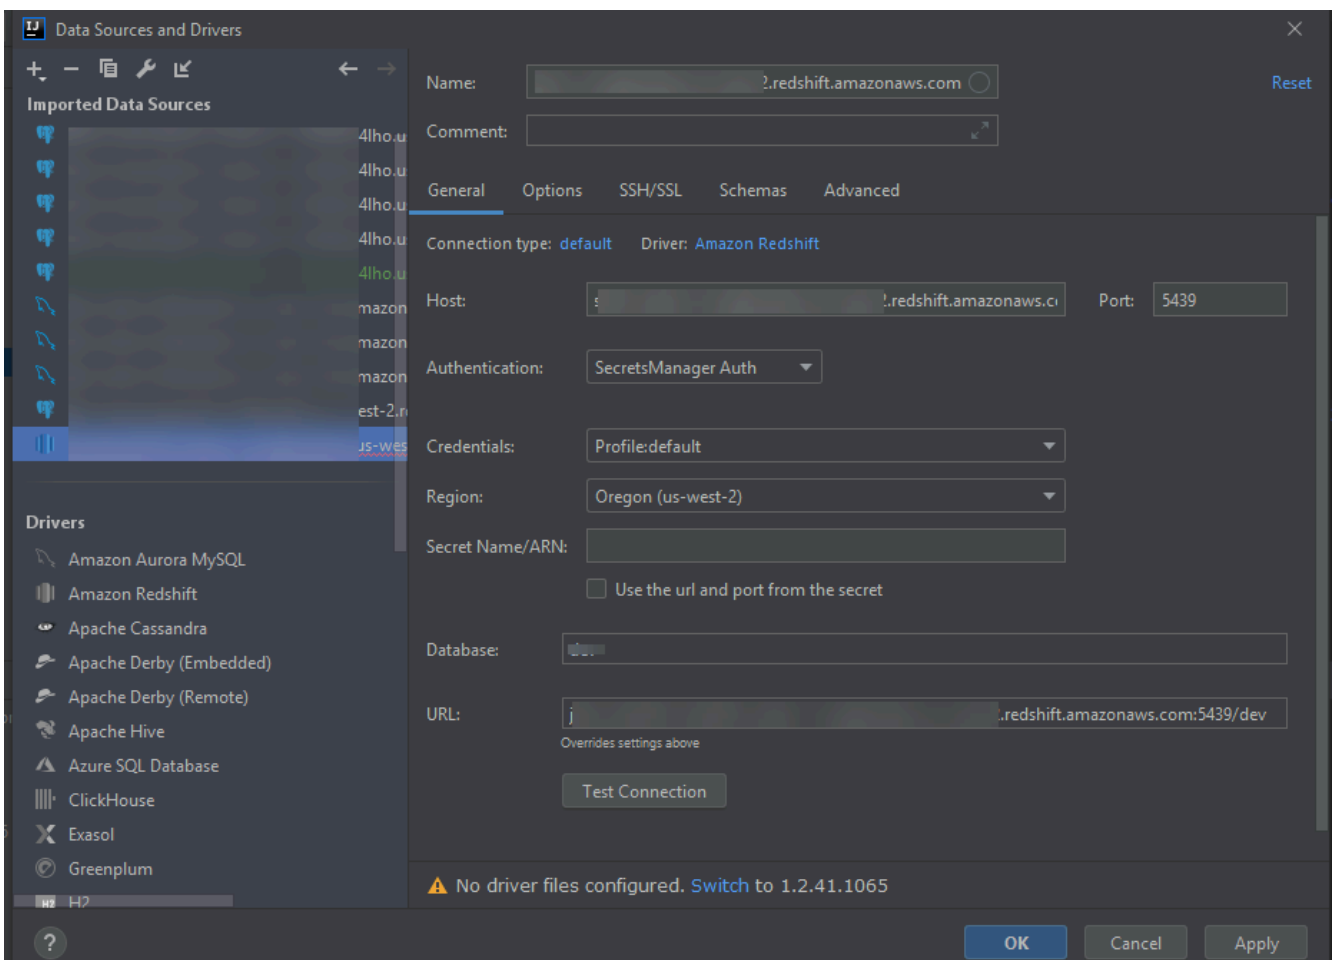 Data Sources and Drivers
Imported Data Sources
4lho.u
4lho.u
4lho.u
4lho.u
4lho.u
mazon
mazon
mazon
est-2.r
us-wes
Drivers
Amazon Aurora MySQL
Amazon Redshift
Apache Cassandra
Apache Derby (Embedded)
Apache Derby (Remote)
Apache Hive
Azure SQL Database
ClickHouse
Exasol
Greenplum
H2
Name: 2.redshift.amazonaws.com
Reset
Comment:
General Options SSH/SSL Schemas Advanced
Connection type: default Driver: Amazon Redshift
Host: .redshift.amazonaws.c Port: 5439
Authentication: SecretsManager Auth
Credentials: Profile:default
Region: Oregon (us-west-2)
Secret Name/ARN:
Use the url and port from the secret
Database:
URL: j .redshift.amazonaws.com:5439/dev
Overrides settings above
Test Connection
No driver files configured. Switch to 1.2.41.1065
? OK Cancel Apply